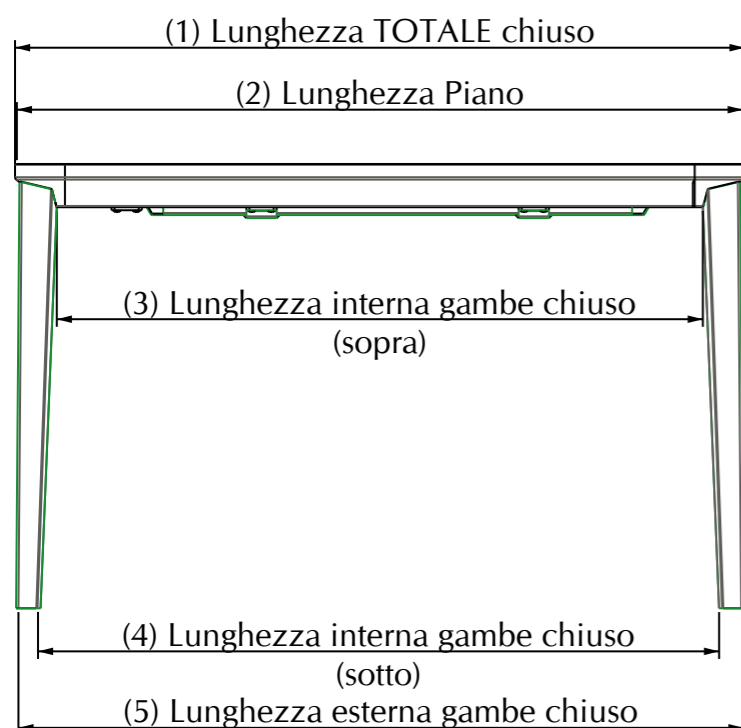 (1) Lunghezza TOTALE chiuso
(2) Lunghezza Piano
(3) Lunghezza interna gambe chiuso
(sopra)
(4) Lunghezza interna gambe chiuso
(sotto)
(5) Lunghezza esterna gambe chiuso